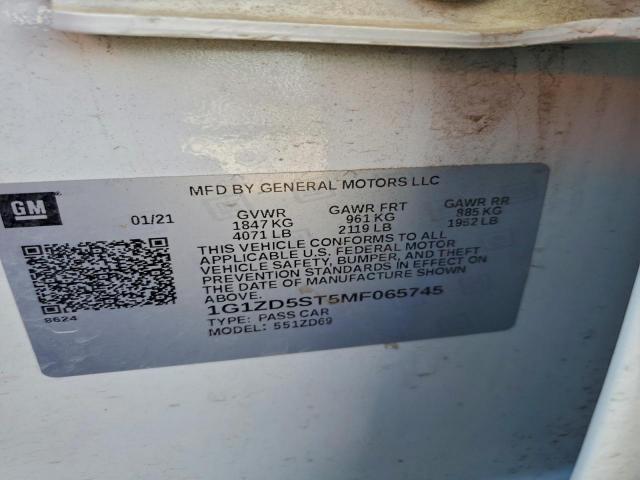 MFD BY GENERAL MOTORS LLC
GM
01/21
GVWR GAWR FRT GAWR RR
1847 KG 961 KG 885 KG
4071 LB 2119 LB 1952 LB
THIS VEHICLE CONFORMS TO ALL
APPLICABLE U.S. FEDERAL MOTOR
VEHICLE SAFETY, BUMPER, AND THEFT
PREVENTION STANDARDS IN EFFECT ON
THE DATE OF MANUFACTURE SHOWN
ABOVE.
1G1ZD5ST5MF065745
TYPE: PASS CAR
MODEL: 551ZD69
8624